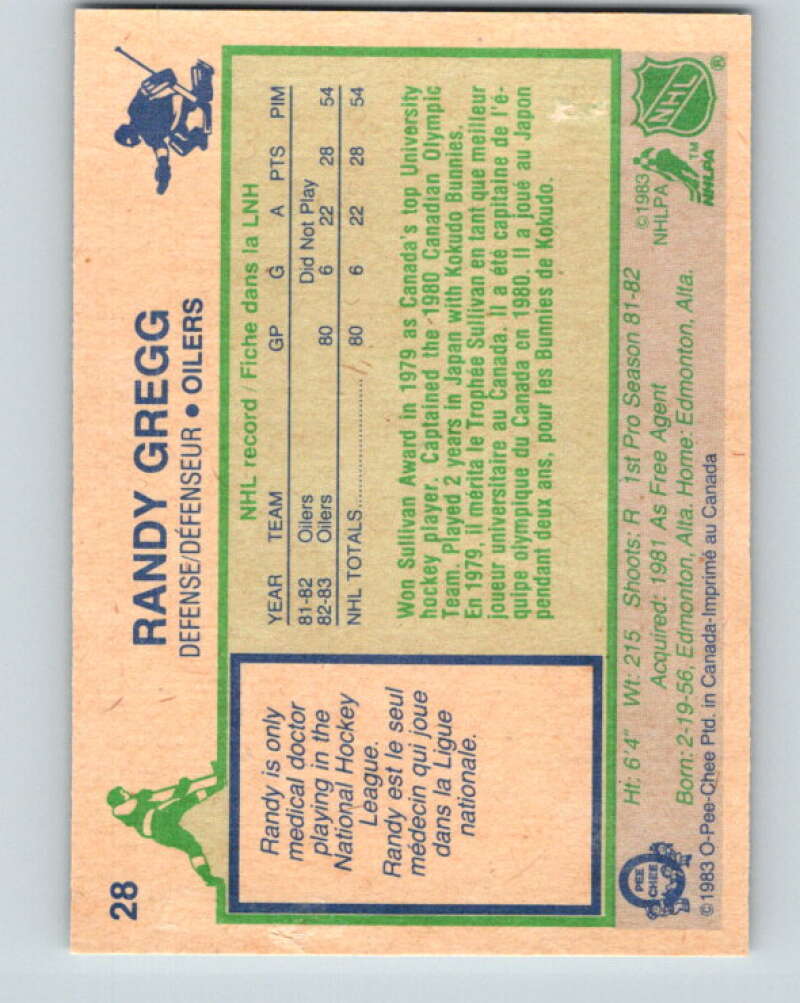 28
RANDY GREGG
DEFENSE/DÉFENSEUR • OILERS
Randy is only
medical doctor
playing in the
National Hockey
League.
Randy est le seul
médecin qui joue
dans la Ligue
nationale.
NHL record / Fiche dans la LNH
YEAR TEAM GP G A PTS PIM
81-82 Oilers Did Not Play
82-83 Oilers 80 6 22 28 54
NHL TOTALS 80 6 22 28 54
Won Sullivan Award in 1979 as Canada's top University
hockey player. Captained the 1980 Canadian Olympic
Team. Played 2 years in Japan with Kokudo Bunnies.
En 1979, il mérita le Trophée Sullivan en tant que meilleur
joueur universitaire au Canada. Il a été capitaine de l'é-
quipe olympique du Canada en 1980. Il a joué au Japon
pendant deux ans, pour les Bunnies de Kokudo.
Ht: 6'4" Wt: 215 Shoots: R 1st Pro Season 81-82
Acquired: 1981 As Free Agent
Born: 2-19-56, Edmonton, Alta. Home: Edmonton, Alta.
©1983 O-Pee-Chee Ptd. in Canada-Imprimé au Canada
PEE
CHEE
©1983
NHLPA
NHLPA
TM
NHL
®